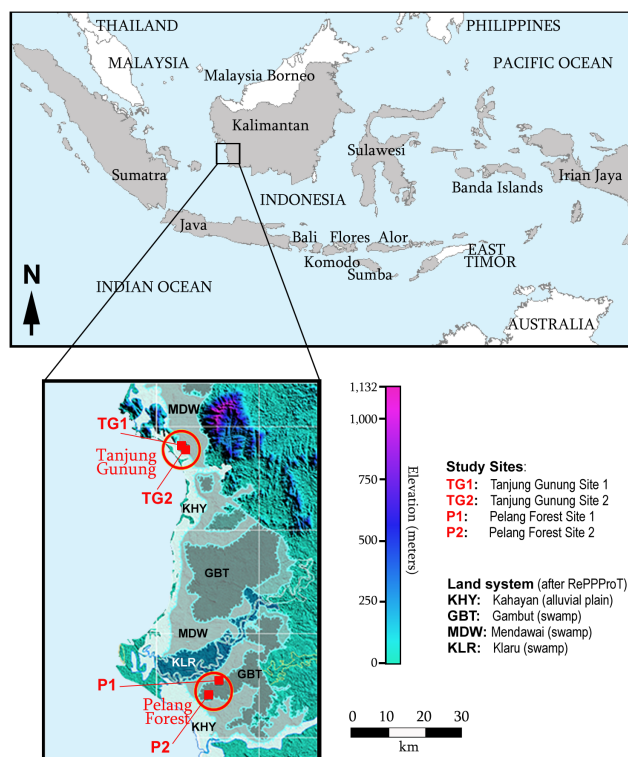 THAILAND
PHILIPPINES
MALAYSIA
PACIFIC OCEAN
Malaysia Borneo
Kalimantan
Sulawesi
Sumatra
Banda Islands
Irian Jaya
INDONESIA
Java
Bali Flores Alor
Komodo
Sumba
EAST
TIMOR
N
INDIAN OCEAN
AUSTRALIA
MDW
TG1
Tanjung
Gunung
TG2
KHY
GBT
MDW
KLR
GBT
P1
Pelang
Forest
KHY
P2
1,132
1,000
750
500
250
0
Elevation (meters)
Study Sites:
TG1: Tanjung Gunung Site 1
TG2: Tanjung Gunung Site 2
P1: Pelang Forest Site 1
P2: Pelang Forest Site 2
Land system (after RePPProT)
KHY: Kahayan (alluvial plain)
GBT: Gambut (swamp)
MDW: Mendawai (swamp)
KLR: Klaru (swamp)
0 10 20 30
km